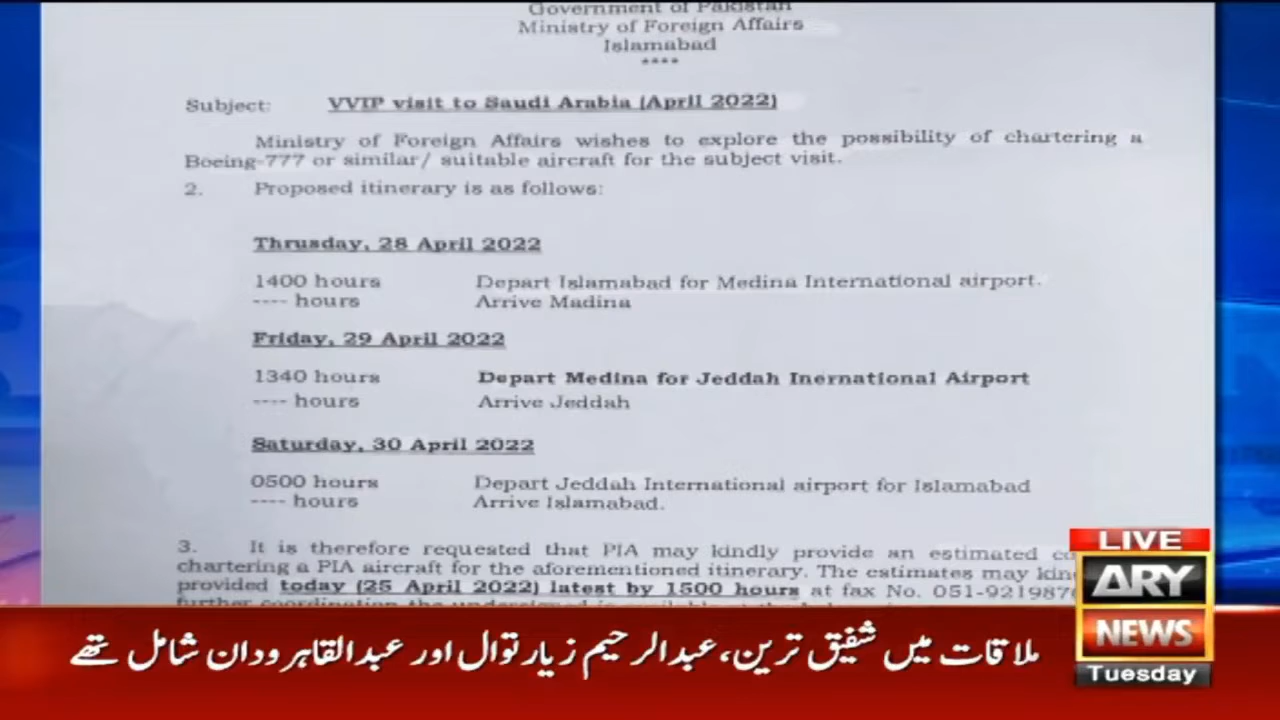 Government of Pakistan
Ministry of Foreign Affairs
Islamabad
****
Subject: VVIP visit to Saudi Arabia (April 2022)
Ministry of Foreign Affairs wishes to explore the possibility of chartering a
Boeing-777 or similar/ suitable aircraft for the subject visit.
2. Proposed itinerary is as follows:
Thrusday, 28 April 2022
1400 hours Depart Islamabad for Medina International airport.
---- hours Arrive Madina
Friday, 29 April 2022
1340 hours Depart Medina for Jeddah Inernational Airport
---- hours Arrive Jeddah
Saturday, 30 April 2022
0500 hours Depart Jeddah International airport for Islamabad
---- hours Arrive Islamabad.
3. It is therefore requested that PIA may kindly provide an estimated
chartering a PIA aircraft for the aforementioned itinerary. The estimates may
provided today (25 April 2022) latest by 1500 hours at fax No. 051-921987
LIVE
ARY
NEWS
Tuesday
ملاقات میں شفیق ترین، عبدالرحیم زیارتوال اور عبدالقاہر ودان شامل تھے